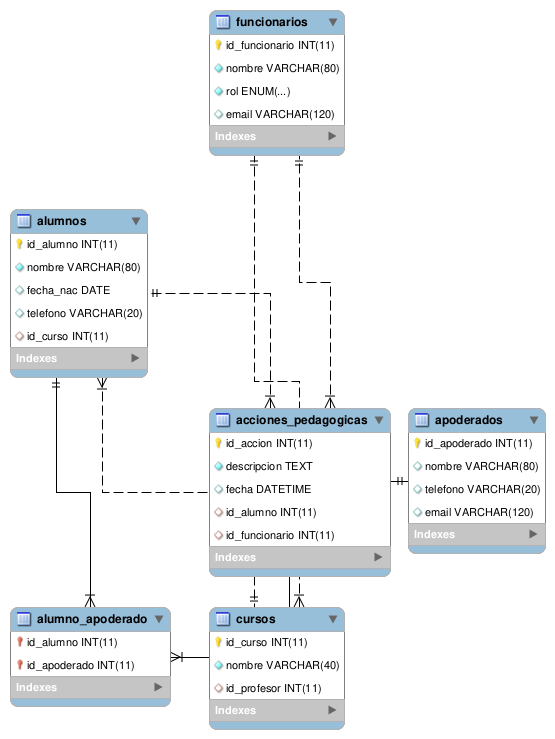 funcionarios
id_funcionario INT(11)
nombre VARCHAR(80)
rol ENUM(...)
email VARCHAR(120)
Indexes
alumnos
id_alumno INT(11)
nombre VARCHAR(80)
fecha_nac DATE
telefono VARCHAR(20)
id_curso INT(11)
Indexes
acciones_pedagogicas
id_accion INT(11)
descripcion TEXT
fecha DATETIME
id_alumno INT(11)
id_funcionario INT(11)
Indexes
apoderados
id_apoderado INT(11)
nombre VARCHAR(80)
telefono VARCHAR(20)
email VARCHAR(120)
Indexes
alumno_apoderado
id_alumno INT(11)
id_apoderado INT(11)
Indexes
cursos
id_curso INT(11)
nombre VARCHAR(40)
id_profesor INT(11)
Indexes